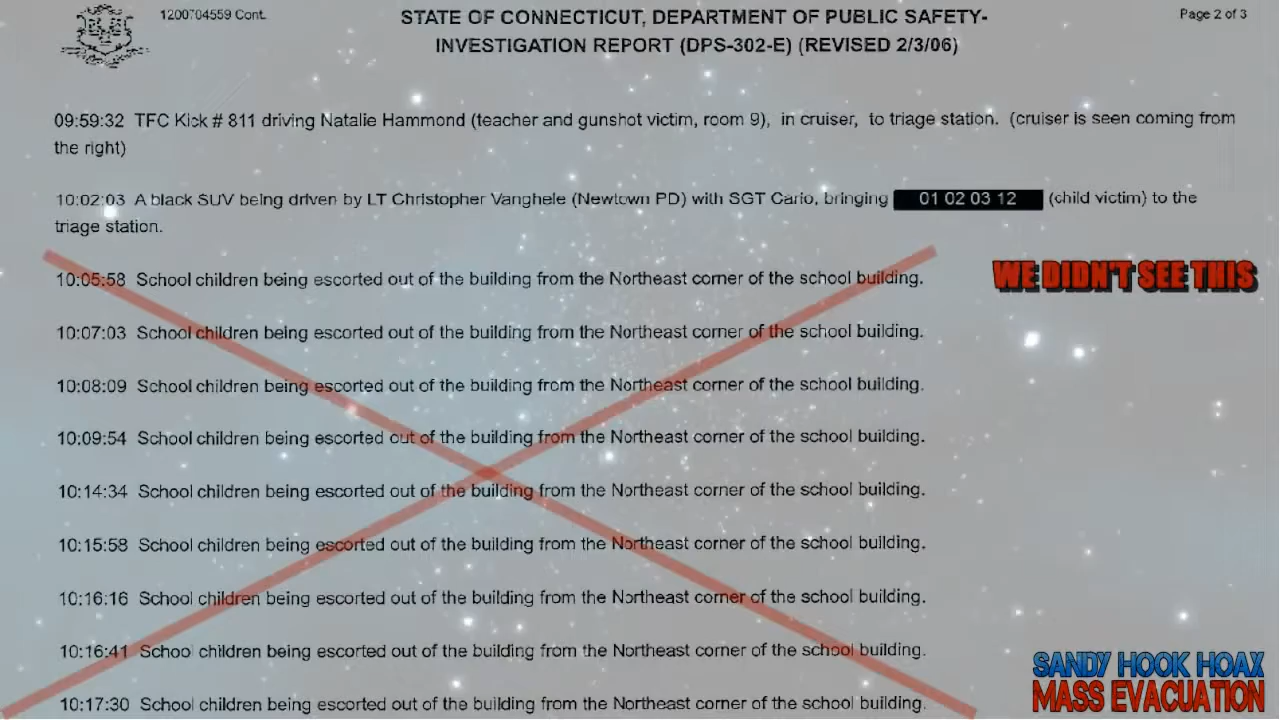 1200704559 Cont.
STATE OF CONNECTICUT, DEPARTMENT OF PUBLIC SAFETY-
Page 2 of 3
INVESTIGATION REPORT (DPS-302-E) (REVISED 2/3/06)
09:59:32 TFC Kick # 811 driving Natalie Hammond (teacher and gunshot victim, room 9), in cruiser, to triage station. (cruiser is seen coming from
the right)
10:02:03 A black SUV being driven by LT Christopher Vanghele (Newtown PD) with SGT Cario, bringing 01 02 03 12 (child victim) to the
triage station.
10:05:58 School children being escorted out of the building from the Northeast corner of the school building.
WE DIDN'T SEE THIS
10:07:03 School children being escorted out of the building from the Northeast corner of the school building.
10:08:09 School children being escorted out of the building from the Northeast corner of the school building.
10:09:54 School children being escorted out of the building from the Northeast corner of the school building.
10:14:34 School children being escorted out of the building from the Northeast corner of the school building.
10:15:58 School children being escorted out of the building from the Northeast corner of the school building.
10:16:16 School children being escorted out of the building from the Northeast corner of the school building.
10:16:41 School children being escorted out of the building from the Northeast corner of the school building.
10:17:30 School children being escorted out of the building from the Northeast corner of the school building.
SANDY HOOK HOAX
MASS EVACUATION